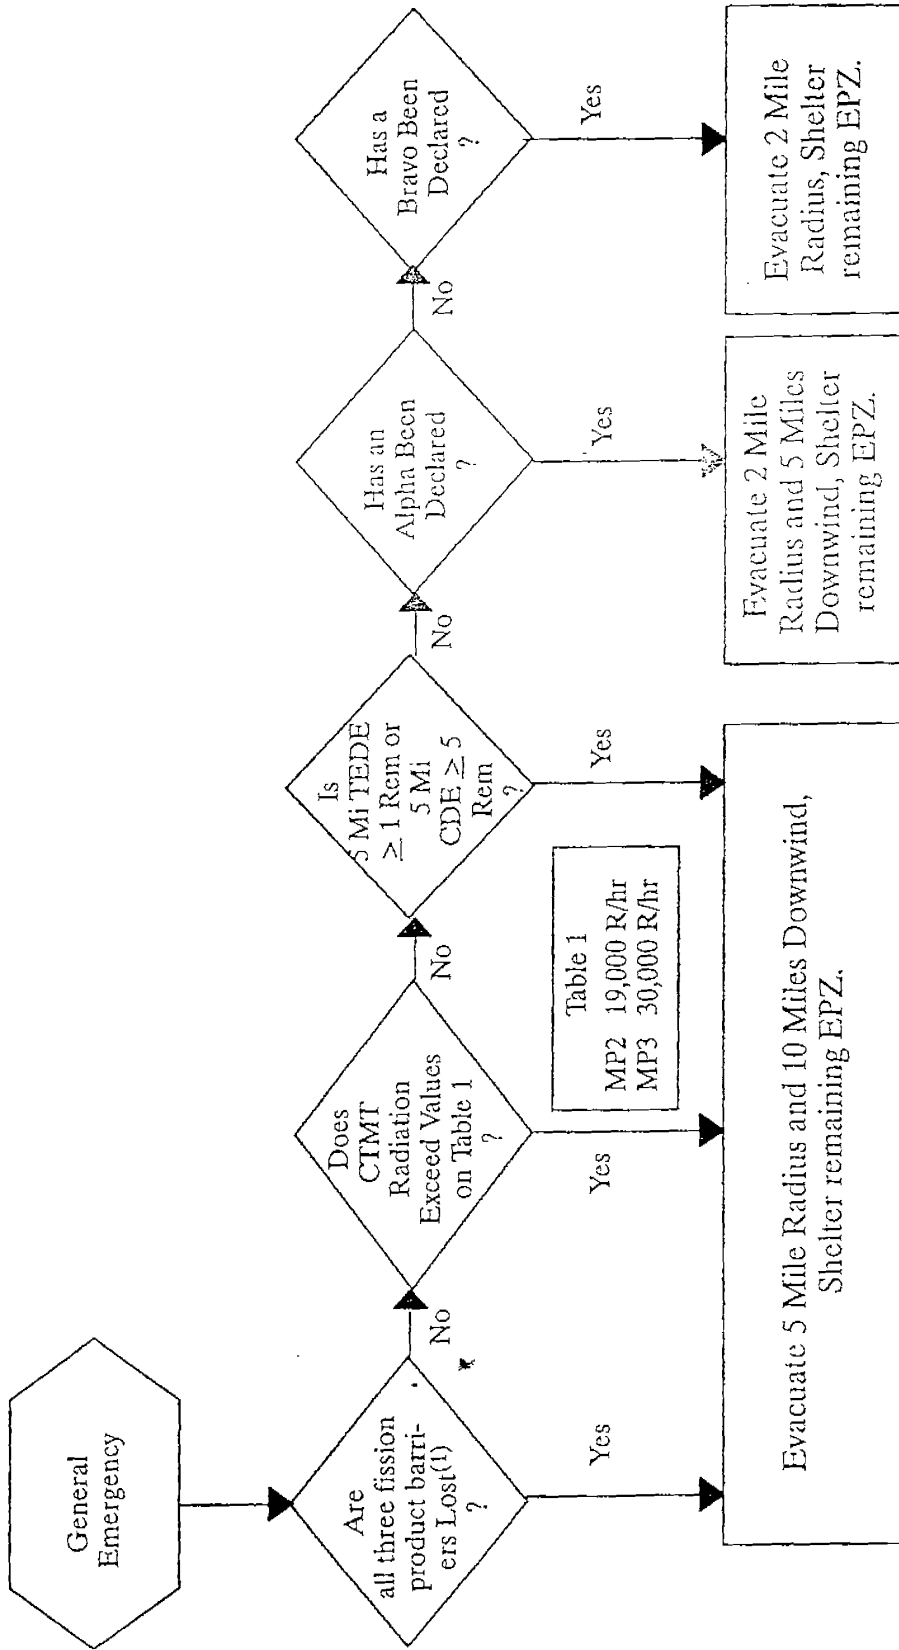 General
Emergency
Are
all three fission
product barri-
ers Lost(1)
?
No
Yes
Does
CTMT
Radiation
Exceed Values
on Table 1
?
No
Yes
Table 1
MP2 19,000 R/hr
MP3 30,000 R/hr
Is
5 Mi TEDE
≥ 1 Rem or
5 Mi
CDE ≥ 5
Rem
?
No
Yes
Has an
Alpha Been
Declared
?
No
Yes
Has a
Bravo Been
Declared
?
Yes
Evacuate 5 Mile Radius and 10 Miles Downwind,
Shelter remaining EPZ.
Evacuate 2 Mile
Radius and 5 Miles
Downwind, Shelter
remaining EPZ.
Evacuate 2 Mile
Radius, Shelter
remaining EPZ.